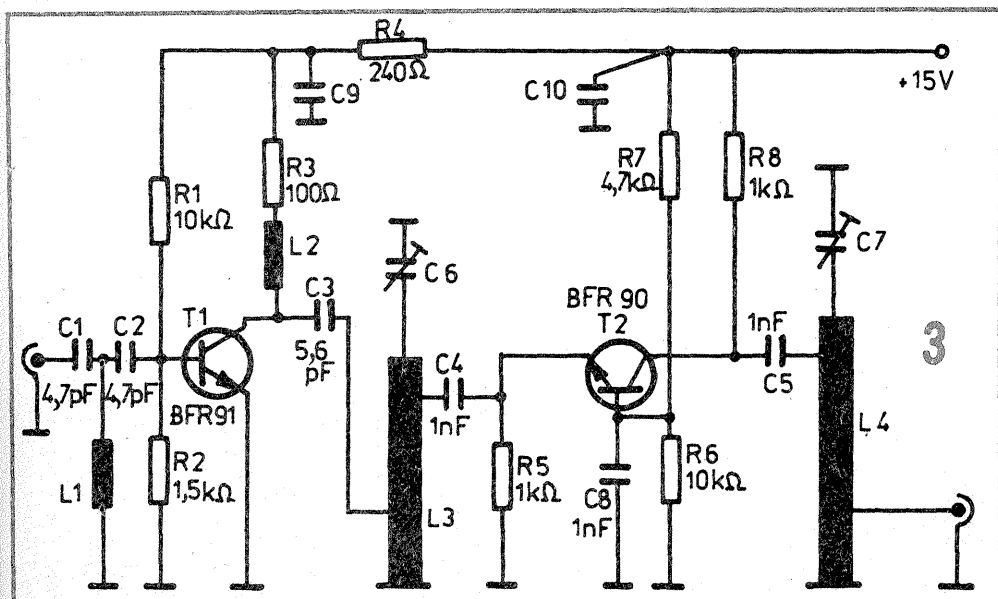 R4
240Ω
C9
C10
+15V
R3
100Ω
R7
4,7kΩ
R8
1kΩ
R1
10kΩ
L2
C6
C7
C3
5,6
pF
BFR 90
T2
T1
C1
C2
4,7pF
4,7pF
BFR91
C4
1nF
1nF
C5
3
R2
1,5kΩ
L1
L3
R5
1kΩ
C8
1nF
R6
10kΩ
L4